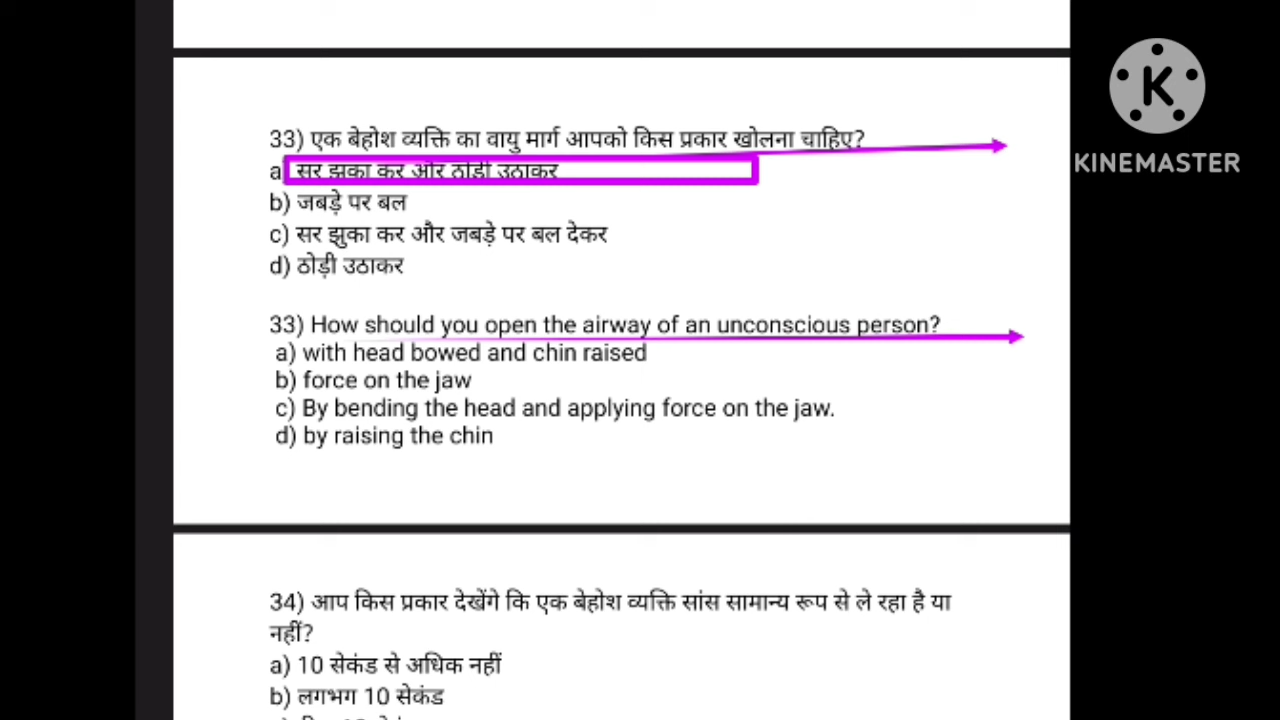 33) एक बेहोश व्यक्ति का वायु मार्ग आपको किस प्रकार खोलना चाहिए?
a) सर झुका कर और ठोड़ी उठाकर
b) जबड़े पर बल
c) सर झुका कर और जबड़े पर बल देकर
d) ठोड़ी उठाकर
33) How should you open the airway of an unconscious person?
a) with head bowed and chin raised
b) force on the jaw
c) By bending the head and applying force on the jaw.
d) by raising the chin
34) आप किस प्रकार देखेंगे कि एक बेहोश व्यक्ति सांस सामान्य रूप से ले रहा है या
नहीं?
a) 10 सेकंड से अधिक नहीं
b) लगभग 10 सेकंड
K
KINEMASTER